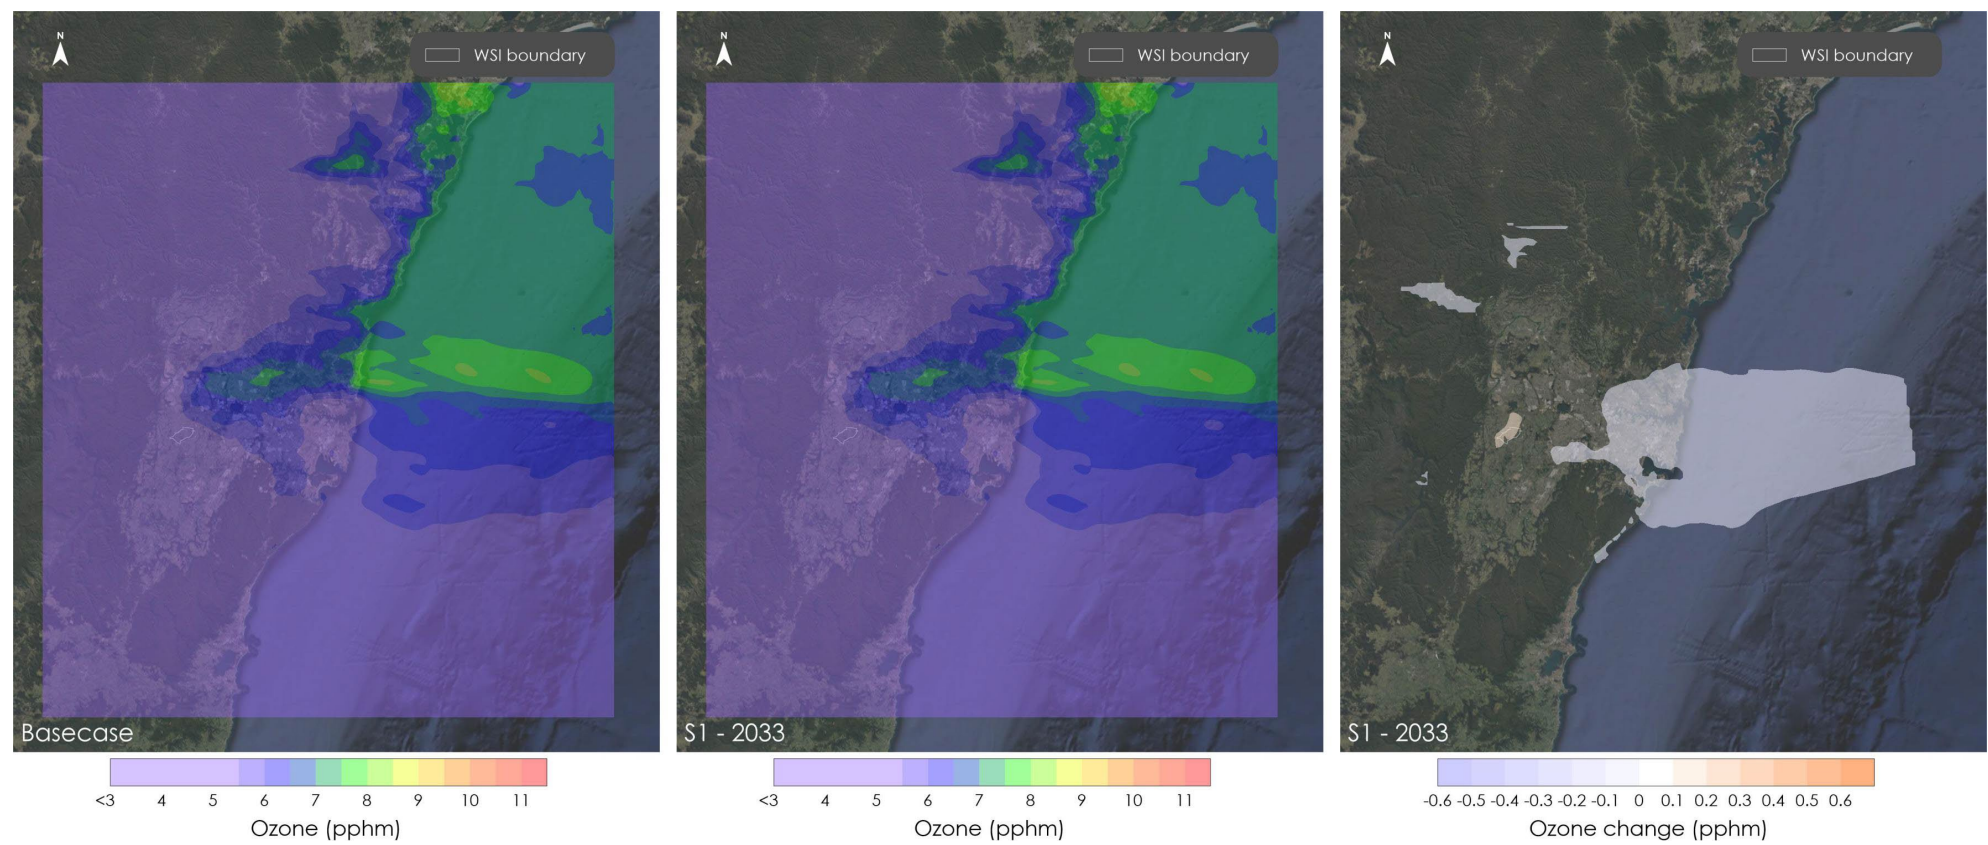 N
WSI boundary
Basecase
<3 4 5 6 7 8 9 10 11
Ozone (pphm)
N
WSI boundary
S1 - 2033
<3 4 5 6 7 8 9 10 11
Ozone (pphm)
N
WSI boundary
S1 - 2033
-0.6 -0.5 -0.4 -0.3 -0.2 -0.1 0 0.1 0.2 0.3 0.4 0.5 0.6
Ozone change (pphm)